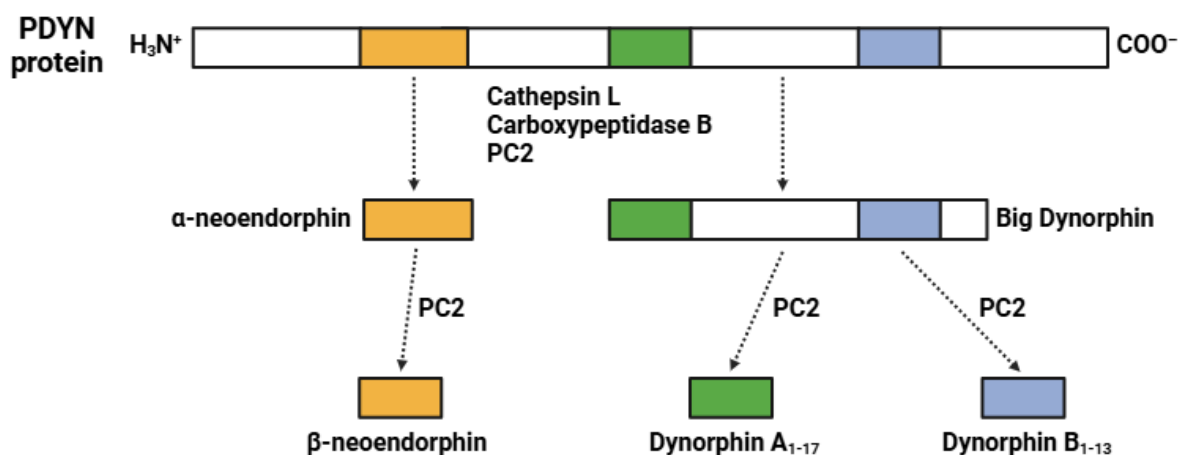 PDYN
protein
H₃N⁺
COO⁻
Cathepsin L
Carboxypeptidase B
PC2
α-neoendorphin
Big Dynorphin
PC2
PC2
PC2
β-neoendorphin
Dynorphin A₁₋₁₇
Dynorphin B₁₋₁₃